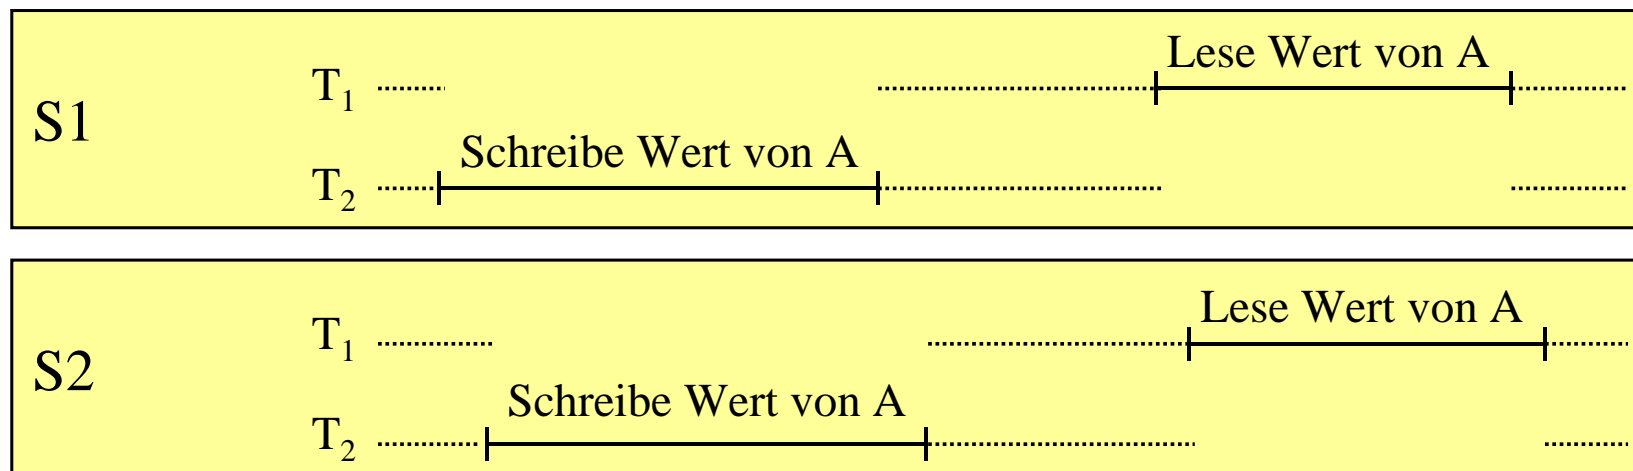 Lese Wert von A
T₁
S1
Schreibe Wert von A
T₂
Lese Wert von A
T₁
S2
Schreibe Wert von A
T₂